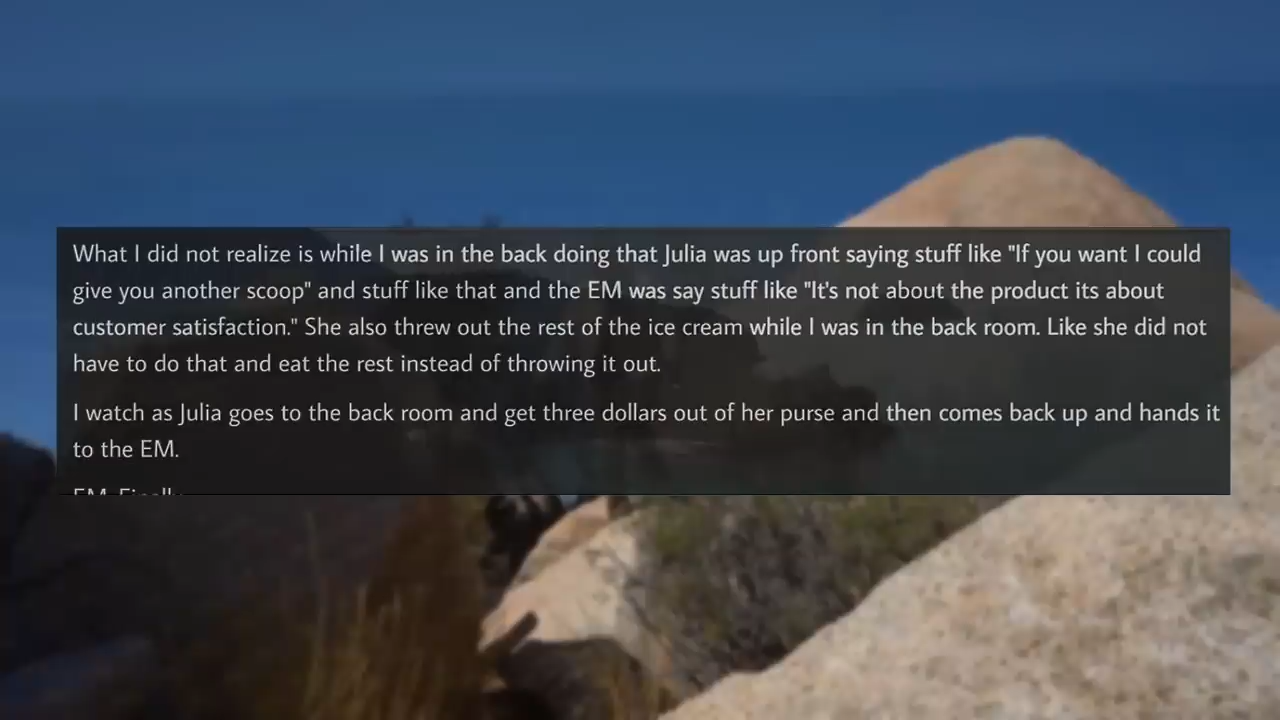 What I did not realize is while I was in the back doing that Julia was up front saying stuff like "If you want I could
give you another scoop" and stuff like that and the EM was say stuff like "It's not about the product its about
customer satisfaction." She also threw out the rest of the ice cream while I was in the back room. Like she did not
have to do that and eat the rest instead of throwing it out.
I watch as Julia goes to the back room and get three dollars out of her purse and then comes back up and hands it
to the EM.
EM: Finally